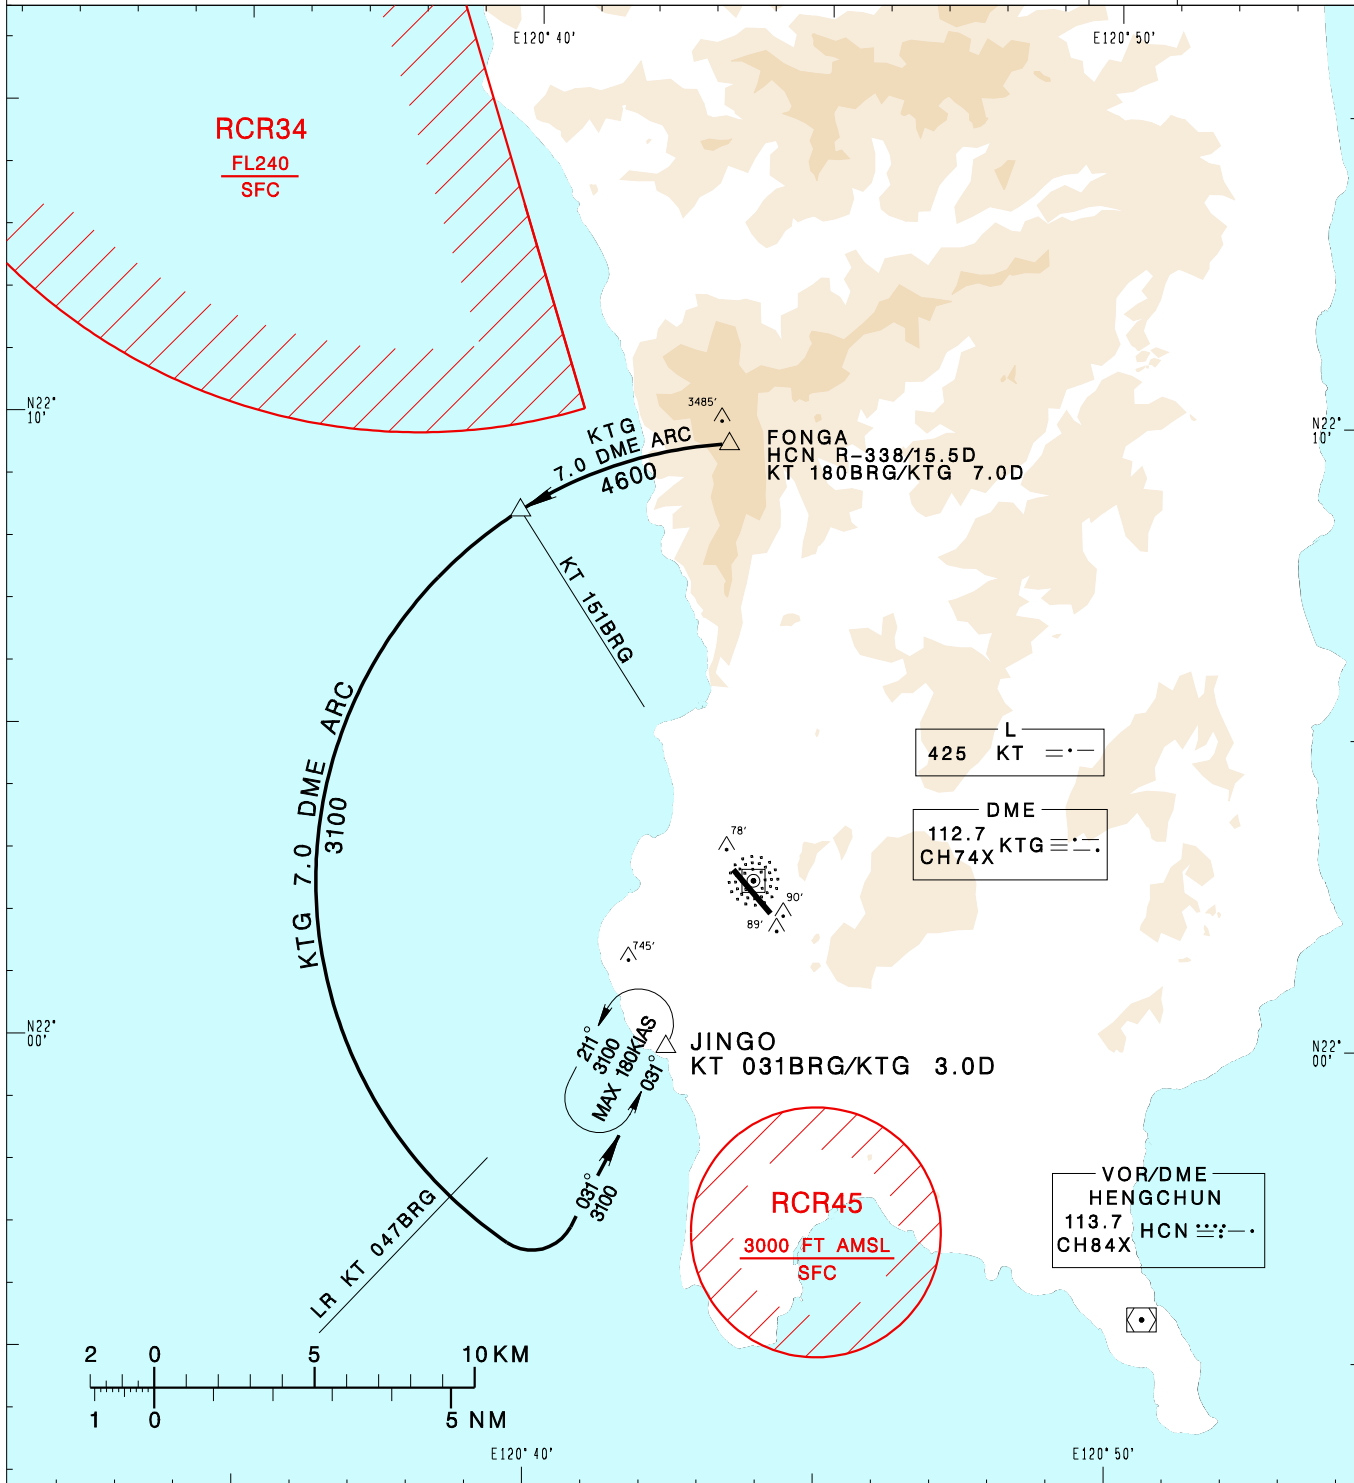 E120° 40'
E120° 50'
RCR34
FL240
SFC
N22°
10'
N22°
10'
3485'
KTG
7.0 DME ARC
4600
FONGA
HCN R-338/15.5D
KT 180BRG/KTG 7.0D
KT 151BRG
KTG 7.0 DME ARC
3100
L
425 KT
DME
112.7
CH74X
KTG
78'
90'
89'
745'
N22°
00'
N22°
00'
211°
3100
MAX 180KIAS
031°
JINGO
KT 031BRG/KTG 3.0D
031°
3100
LR KT 047BRG
RCR45
3000 FT AMSL
SFC
VOR/DME
HENGCHUN
113.7
CH84X
HCN
2 0 5 10 KM
1 0 5 NM
E120° 40'
E120° 50'